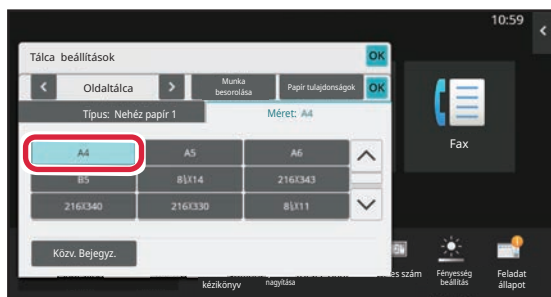 10:59
Tálca beállítások
OK
Oldaltálca
Munka
besorolása
Papír tulajdonságok
OK
Típus: Nehéz papír 1
Méret: A4
A4
A5
A6
B5
8½X14
216X343
216X340
216X330
8½X11
Fax
Közv. Bejegyz.
kézikönyv
nagyítása
szám
Fényesség
beállítás
Feladat
állapot